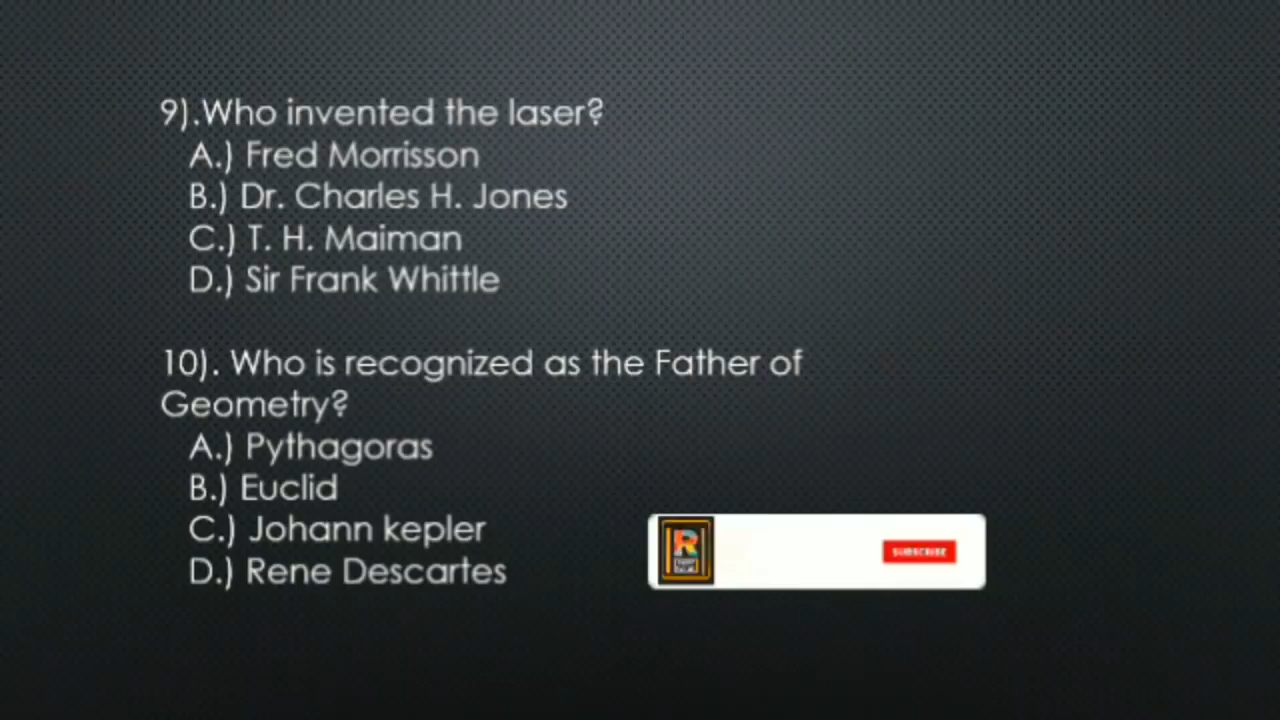 9).Who invented the laser?
A.) Fred Morrisson
B.) Dr. Charles H. Jones
C.) T. H. Maiman
D.) Sir Frank Whittle
10). Who is recognized as the Father of
Geometry?
A.) Pythagoras
B.) Euclid
C.) Johann kepler
D.) Rene Descartes
R
SUBSCRIBE